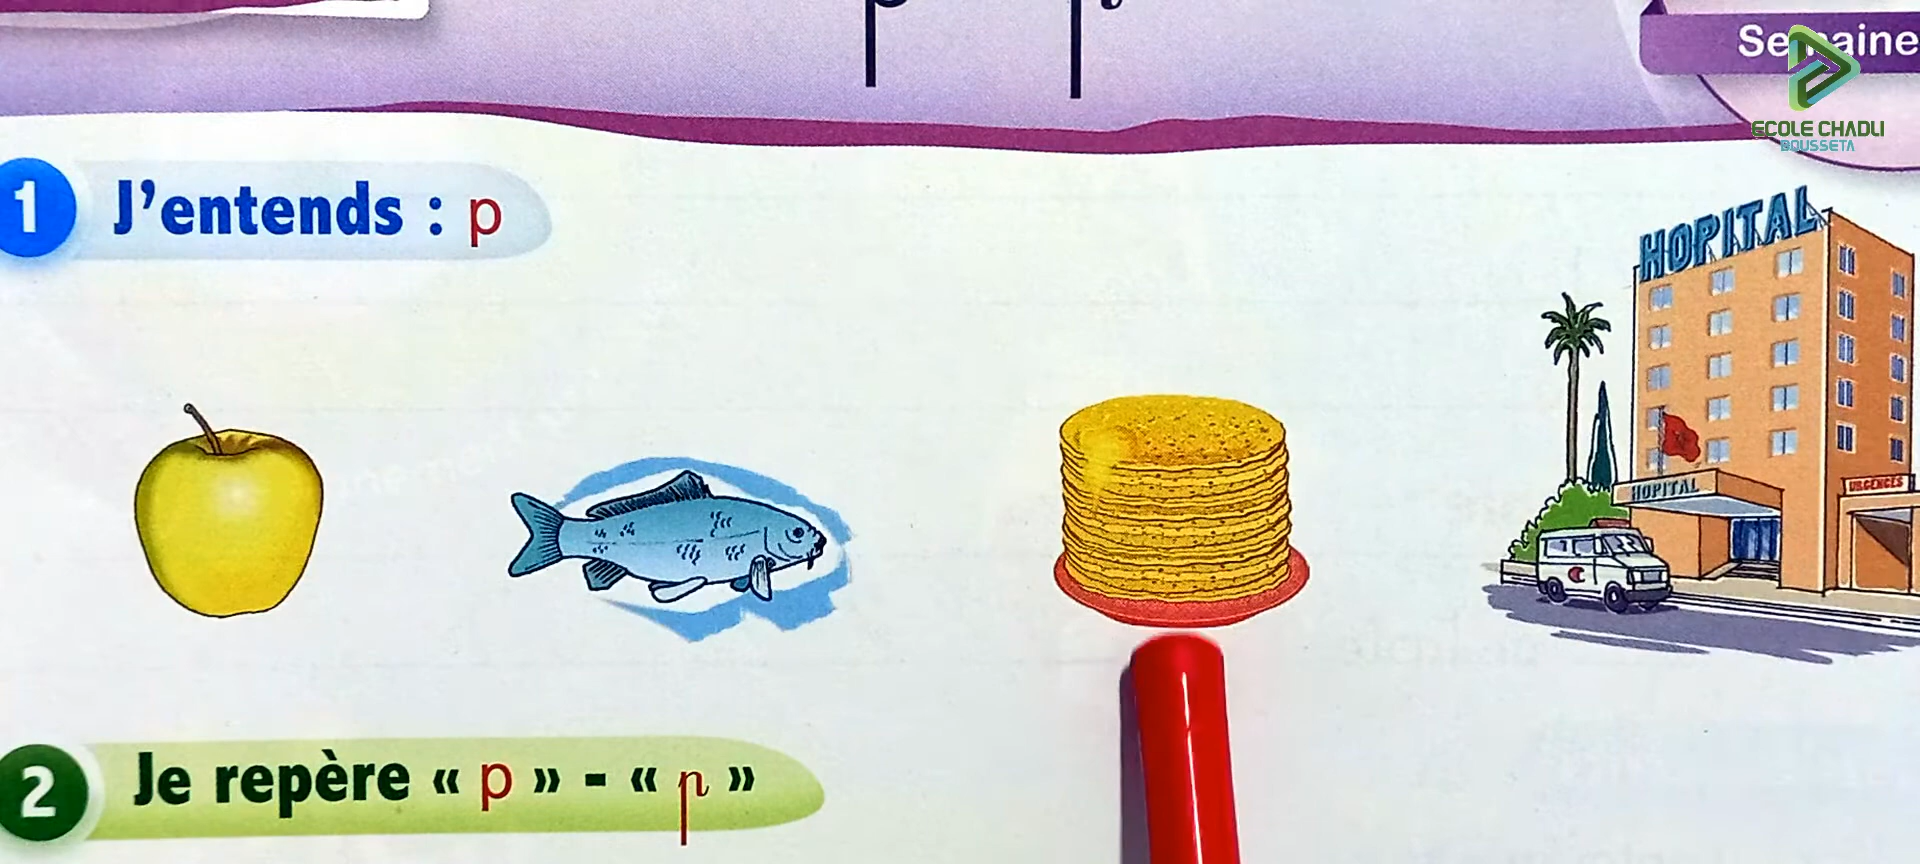 p p
Semaine
ECOLE CHADLI
BOUSSETA
1 J'entends : p
HOPITAL
HOPITAL
URGENCES
2 Je repère « p » - « p »